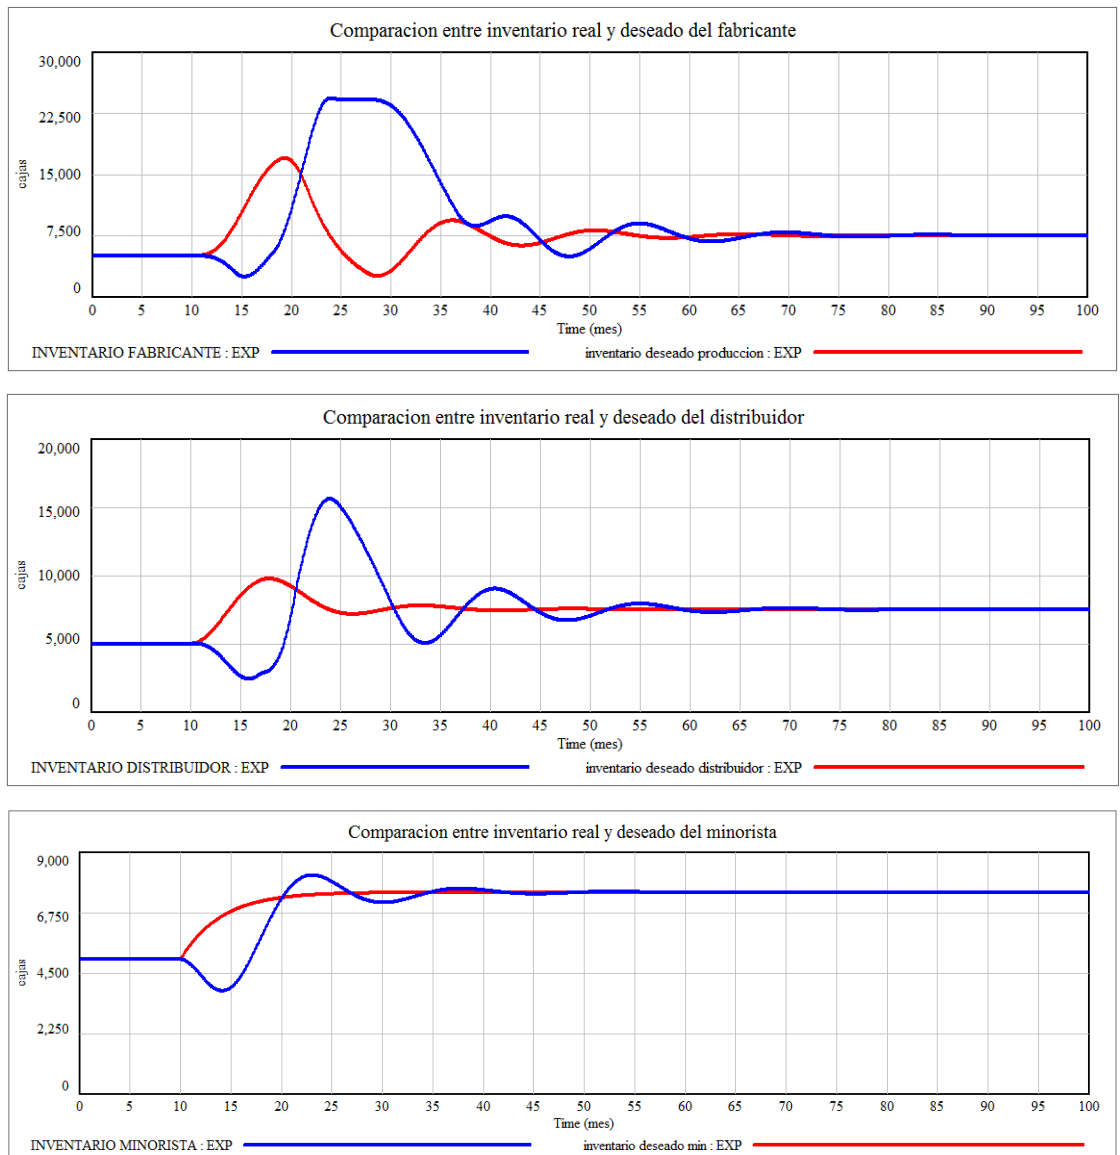 Comparacion entre inventario real y deseado del fabricante
30,000
22,500
15,000
7,500
0
cajas
0 5 10 15 20 25 30 35 40 45 50 55 60 65 70 75 80 85 90 95 100
Time (mes)
INVENTARIO FABRICANTE : EXP inventario deseado produccion : EXP
Comparacion entre inventario real y deseado del distribuidor
20,000
15,000
10,000
5,000
0
cajas
0 5 10 15 20 25 30 35 40 45 50 55 60 65 70 75 80 85 90 95 100
Time (mes)
INVENTARIO DISTRIBUIDOR : EXP inventario deseado distribuidor : EXP
Comparacion entre inventario real y deseado del minorista
9,000
6,750
4,500
2,250
0
cajas
0 5 10 15 20 25 30 35 40 45 50 55 60 65 70 75 80 85 90 95 100
Time (mes)
INVENTARIO MINORISTA : EXP inventario deseado min : EXP